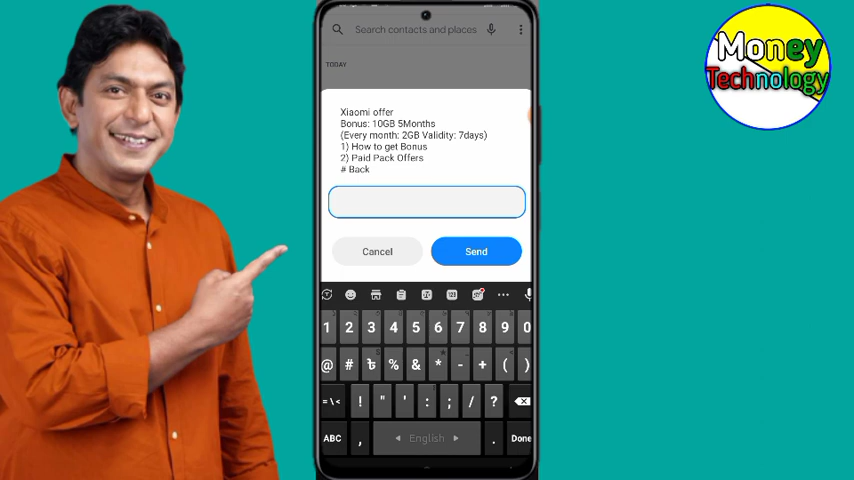 Money
Technology
Search contacts and places
TODAY
Xiaomi offer
Bonus: 10GB 5Months
(Every month: 2GB Validity: 7days)
1) How to get Bonus
2) Paid Pack Offers
# Back
Cancel
Send
1 2 3 4 5 6 7 8 9 0
@ # ৳ % & * - + ( )
=\< ! " ' : ; / ?
ABC , English . Done